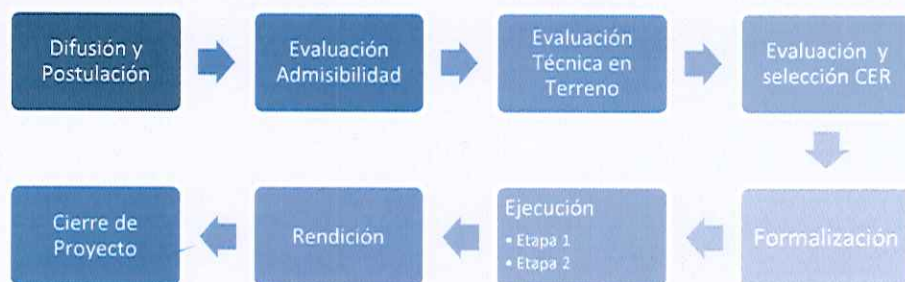 Difusión y
Postulación
Evaluación
Admisibilidad
Evaluación
Técnica en
Terreno
Evaluación y
selección CER
Formalización
Ejecución
• Etapa 1
• Etapa 2
Rendición
Cierre de
Proyecto